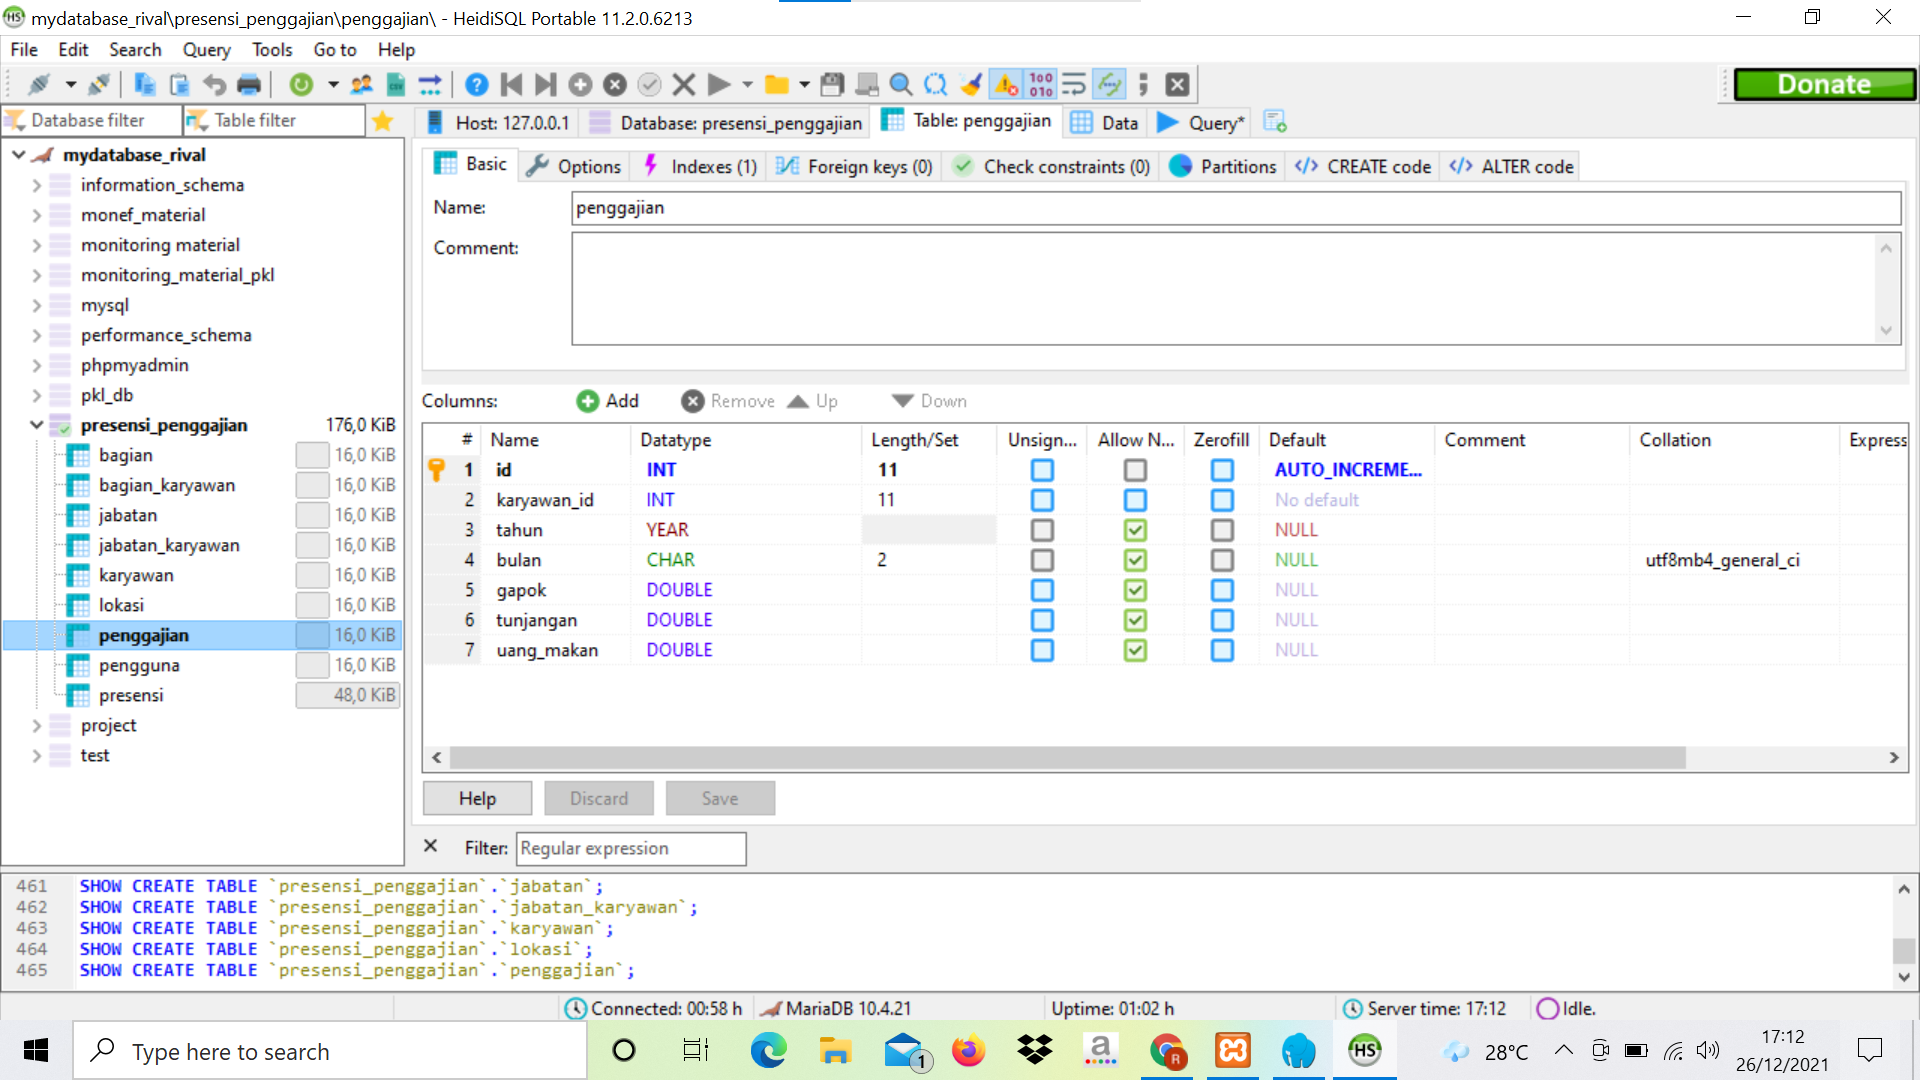 mydatabase_rival\presensi_penggajian\penggajian\ - HeidiSQL Portable 11.2.0.6213
File Edit Search Query Tools Go to Help
Donate
Database filter
Table filter
Host: 127.0.0.1
Database: presensi_penggajian
Table: penggajian
Data
Query*
mydatabase_rival
information_schema
monef_material
monitoring material
monitoring_material_pkl
mysql
performance_schema
phpmyadmin
pkl_db
presensi_penggajian 176,0 KiB
bagian 16,0 KiB
bagian_karyawan 16,0 KiB
jabatan 16,0 KiB
jabatan_karyawan 16,0 KiB
karyawan 16,0 KiB
lokasi 16,0 KiB
penggajian 16,0 KiB
pengguna 16,0 KiB
presensi 48,0 KiB
project
test
Basic Options Indexes (1) Foreign keys (0) Check constraints (0) Partitions CREATE code ALTER code
Name: penggajian
Comment:
Columns: Add Remove Up Down
# Name Datatype Length/Set Unsign... Allow N... Zerofill Default Comment Collation Express
1 id INT 11 AUTO_INCREME...
2 karyawan_id INT 11 No default
3 tahun YEAR NULL
4 bulan CHAR 2 NULL utf8mb4_general_ci
5 gapok DOUBLE NULL
6 tunjangan DOUBLE NULL
7 uang_makan DOUBLE NULL
Help Discard Save
Filter: Regular expression
461 SHOW CREATE TABLE `presensi_penggajian`.`jabatan`;
462 SHOW CREATE TABLE `presensi_penggajian`.`jabatan_karyawan`;
463 SHOW CREATE TABLE `presensi_penggajian`.`karyawan`;
464 SHOW CREATE TABLE `presensi_penggajian`.`lokasi`;
465 SHOW CREATE TABLE `presensi_penggajian`.`penggajian`;
Connected: 00:58 h MariaDB 10.4.21 Uptime: 01:02 h Server time: 17:12 Idle.
Type here to search
1
R
HS
28°C
17:12
26/12/2021